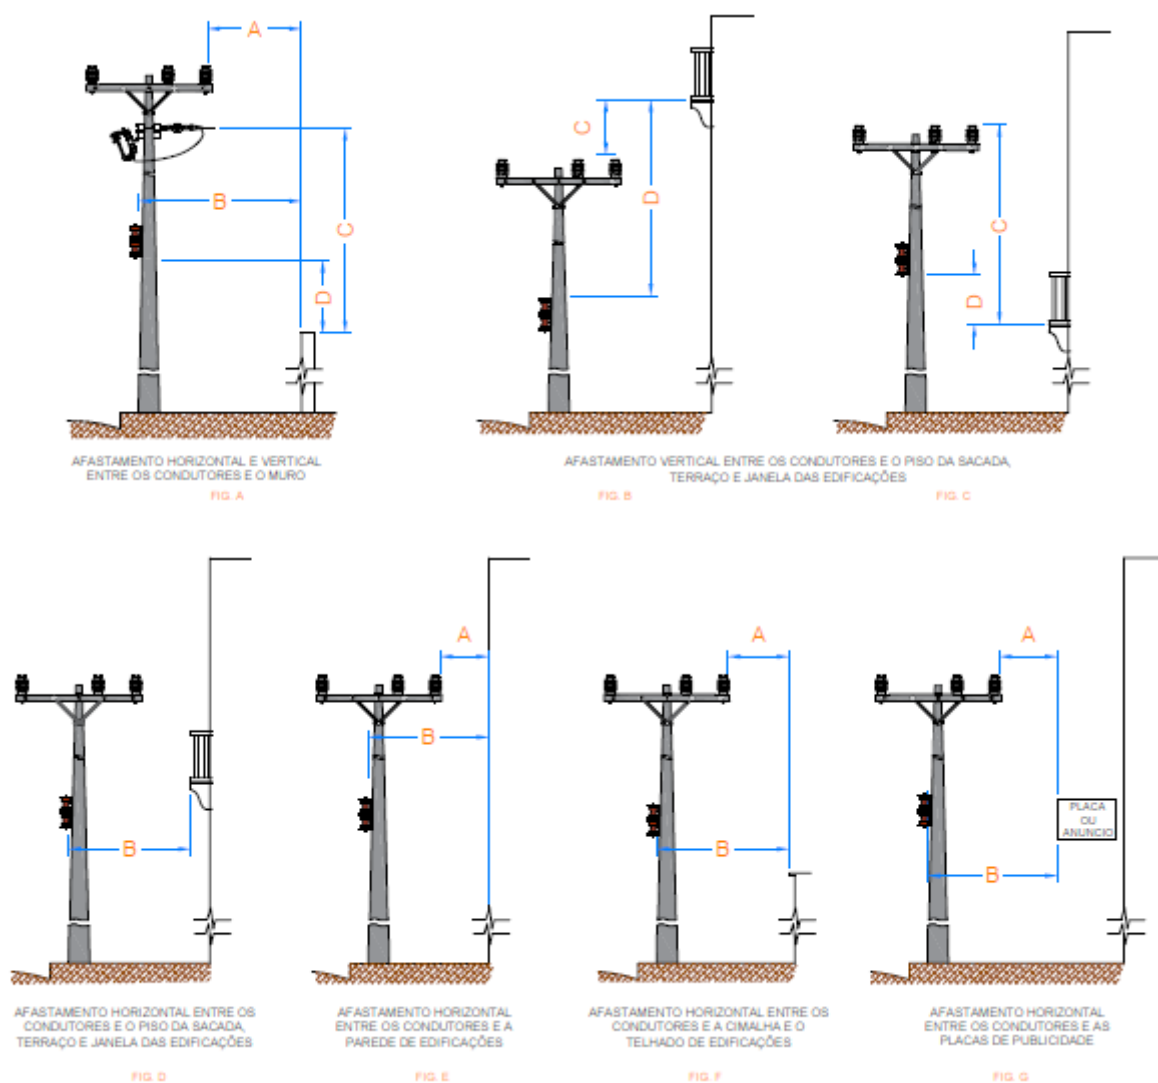 A
B
C
D
C
D
C
D
AFASTAMENTO HORIZONTAL E VERTICAL
ENTRE OS CONDUTORES E O MURO
FIG. A
AFASTAMENTO VERTICAL ENTRE OS CONDUTORES E O PISO DA SACADA,
TERRAÇO E JANELA DAS EDIFICAÇÕES
FIG. B
FIG. C
B
A
B
A
B
A
B
PLACA
OU
ANUNCIO
AFASTAMENTO HORIZONTAL ENTRE OS
CONDUTORES E O PISO DA SACADA,
TERRAÇO E JANELA DAS EDIFICAÇÕES
FIG. D
AFASTAMENTO HORIZONTAL
ENTRE OS CONDUTORES E A
PAREDE DE EDIFICAÇÕES
FIG. E
AFASTAMENTO HORIZONTAL ENTRE OS
CONDUTORES E A CIMALHA E O
TELHADO DE EDIFICAÇÕES
FIG. F
AFASTAMENTO HORIZONTAL
ENTRE OS CONDUTORES E AS
PLACAS DE PUBLICIDADE
FIG. G